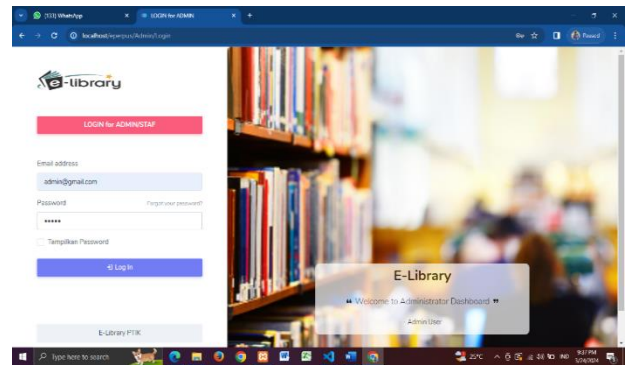 (133) WhatsApp
LOGIN for ADMIN
localhost/eperpus/Admin/Login
Paused
e-library
LOGIN for ADMIN/STAF
Email address
admin@gmail.com
Password
Forgot your password?
Tampilkan Password
Log In
E-Library PTIK
E-Library
❝ Welcome to Administrator Dashboard ❞
Admin User
Type here to search
25°C
IND
9:37 PM
3/24/2024